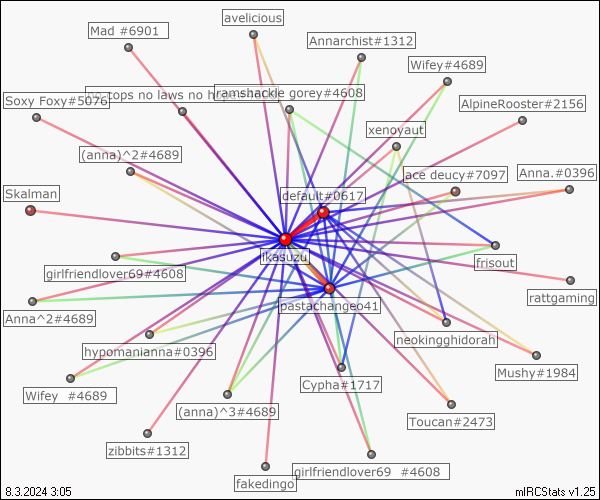 avelicious
Mad #6901
Annarchist#1312
Wifey#4689
no cops no laws no
ramshackle gorey#4608
Soxy Foxy#5076
AlpineRooster#2156
xenoyaut
(anna)^2#4689
ace deucy#7097
Anna.#0396
Skalman
default#0617
ikasuzu
frisout
girlfriendlover69#4608
rattgaming
pastachangeo41
Anna^2#4689
neokingghidorah
hypomanianna#0396
Mushy#1984
Cypha#1717
Wifey  #4689
(anna)^3#4689
Toucan#2473
zibbits#1312
girlfriendlover69  #4608
fakedingo
8.3.2024 3:05
mIRCStats v1.25